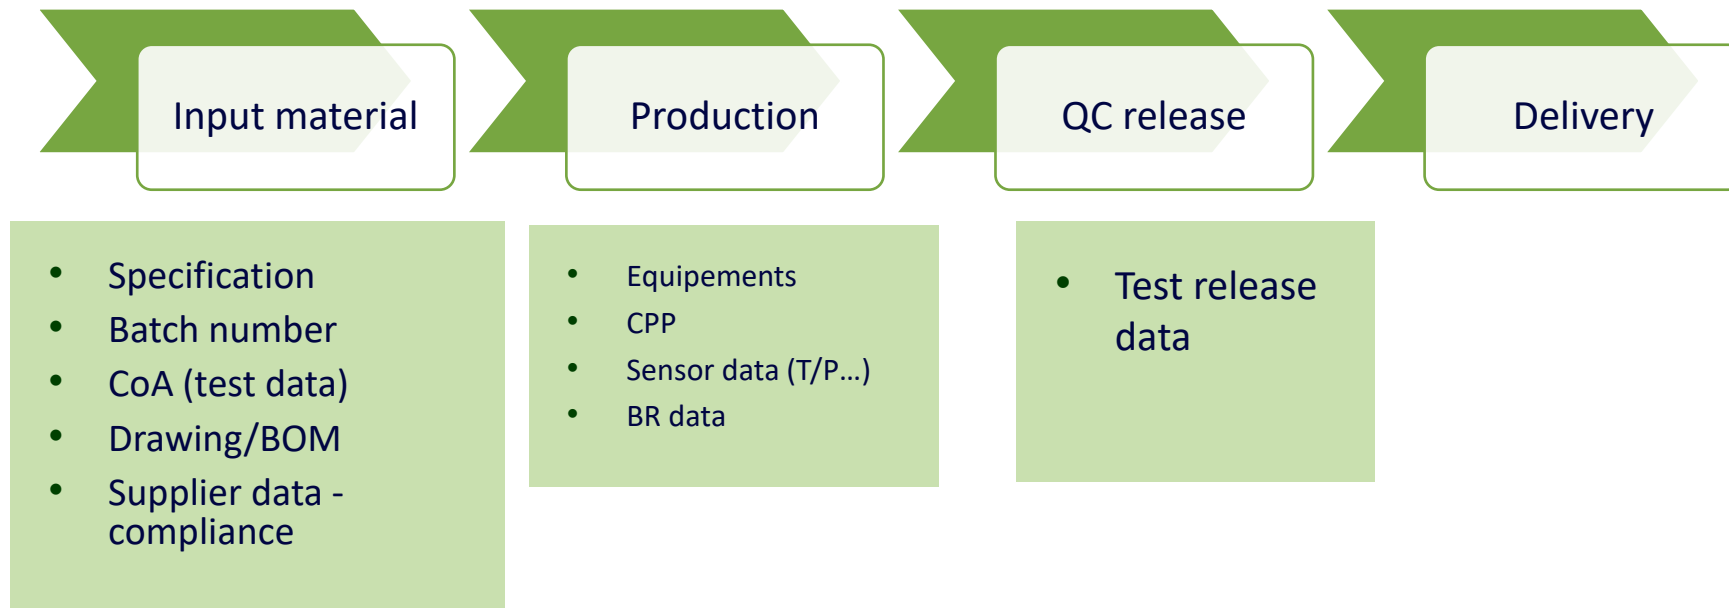 Input material
Production
QC release
Delivery
• Specification
• Batch number
• CoA (test data)
• Drawing/BOM
• Supplier data -
compliance
• Equipements
• CPP
• Sensor data (T/P...)
• BR data
• Test release
data